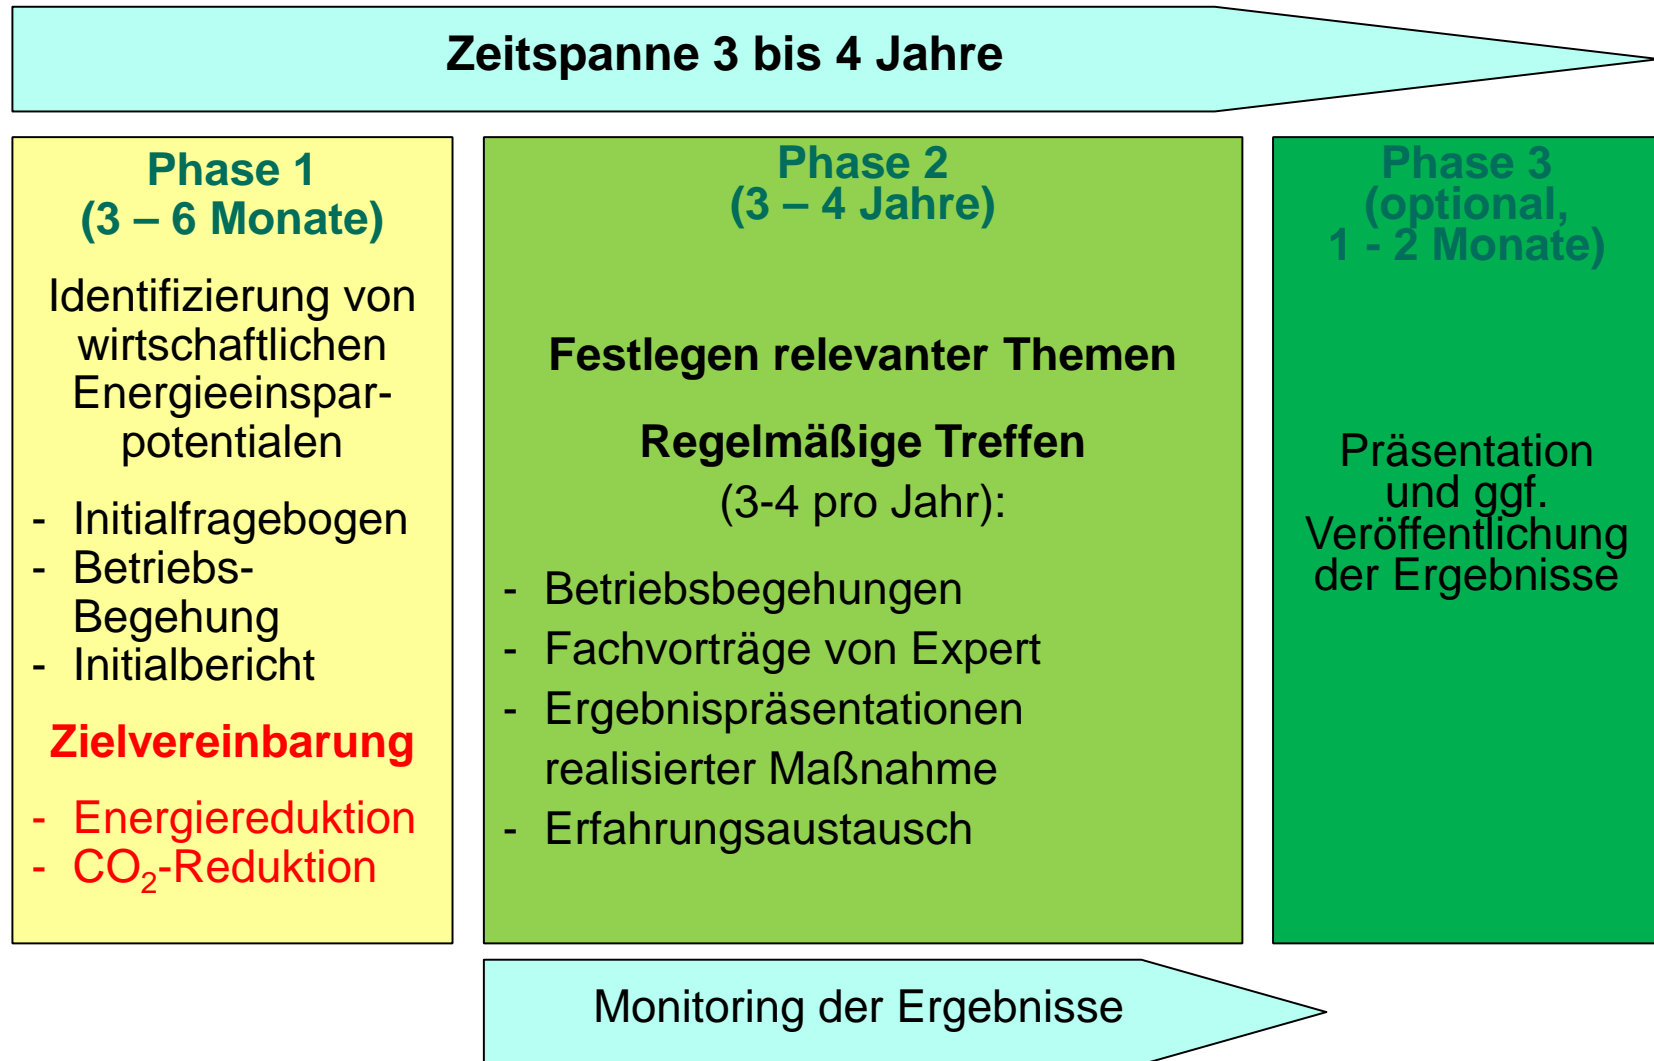 Zeitspanne 3 bis 4 Jahre
Phase 1
(3 – 6 Monate)
Identifizierung von
wirtschaftlichen
Energieeinspar-
potentialen
- Initialfragebogen
- Betriebs-
Begehung
- Initialbericht
Zielvereinbarung
- Energiereduktion
- CO₂-Reduktion
Phase 2
(3 – 4 Jahre)
Festlegen relevanter Themen
Regelmäßige Treffen
(3-4 pro Jahr):
- Betriebsbegehungen
- Fachvorträge von Expert
- Ergebnispräsentationen
realisierter Maßnahme
- Erfahrungsaustausch
Phase 3
(optional,
1 - 2 Monate)
Präsentation
und ggf.
Veröffentlichung
der Ergebnisse
Monitoring der Ergebnisse